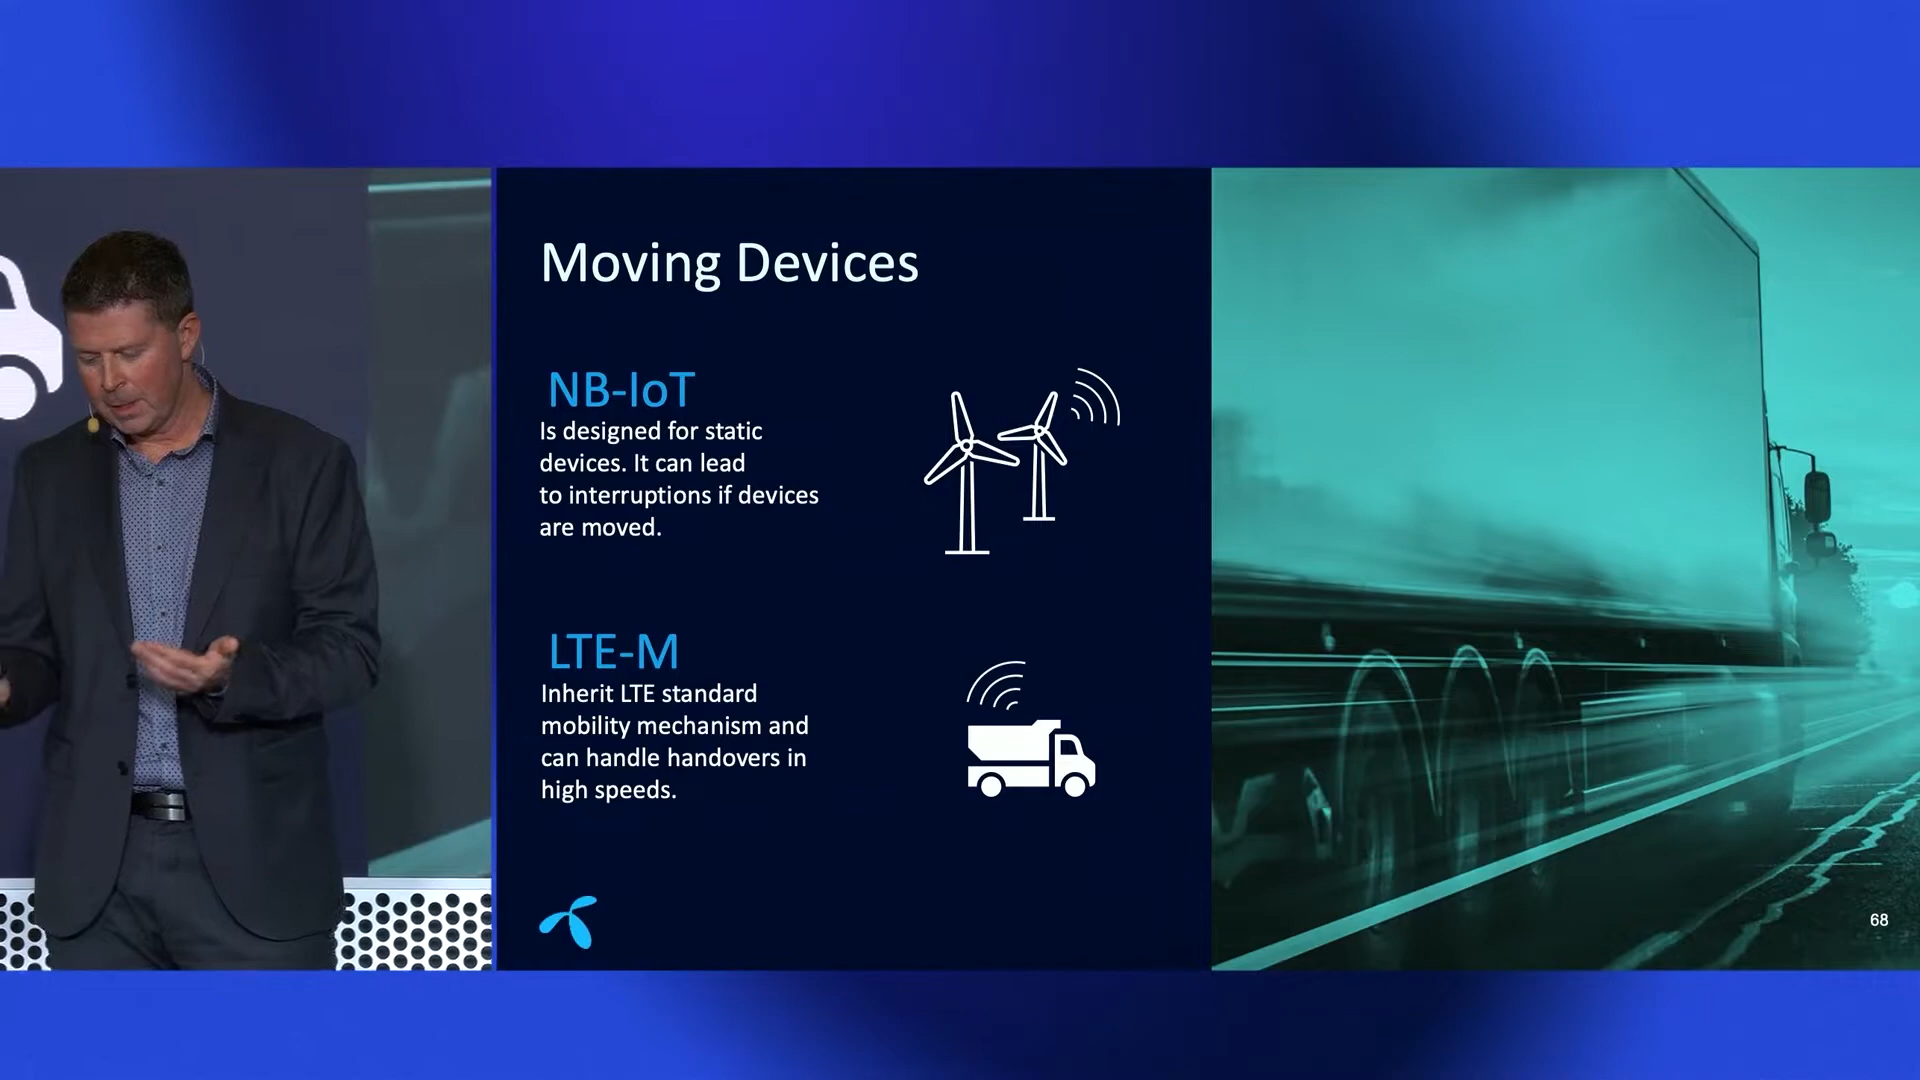 Moving Devices
NB-IoT
Is designed for static
devices. It can lead
to interruptions if devices
are moved.
LTE-M
Inherit LTE standard
mobility mechanism and
can handle handovers in
high speeds.
68